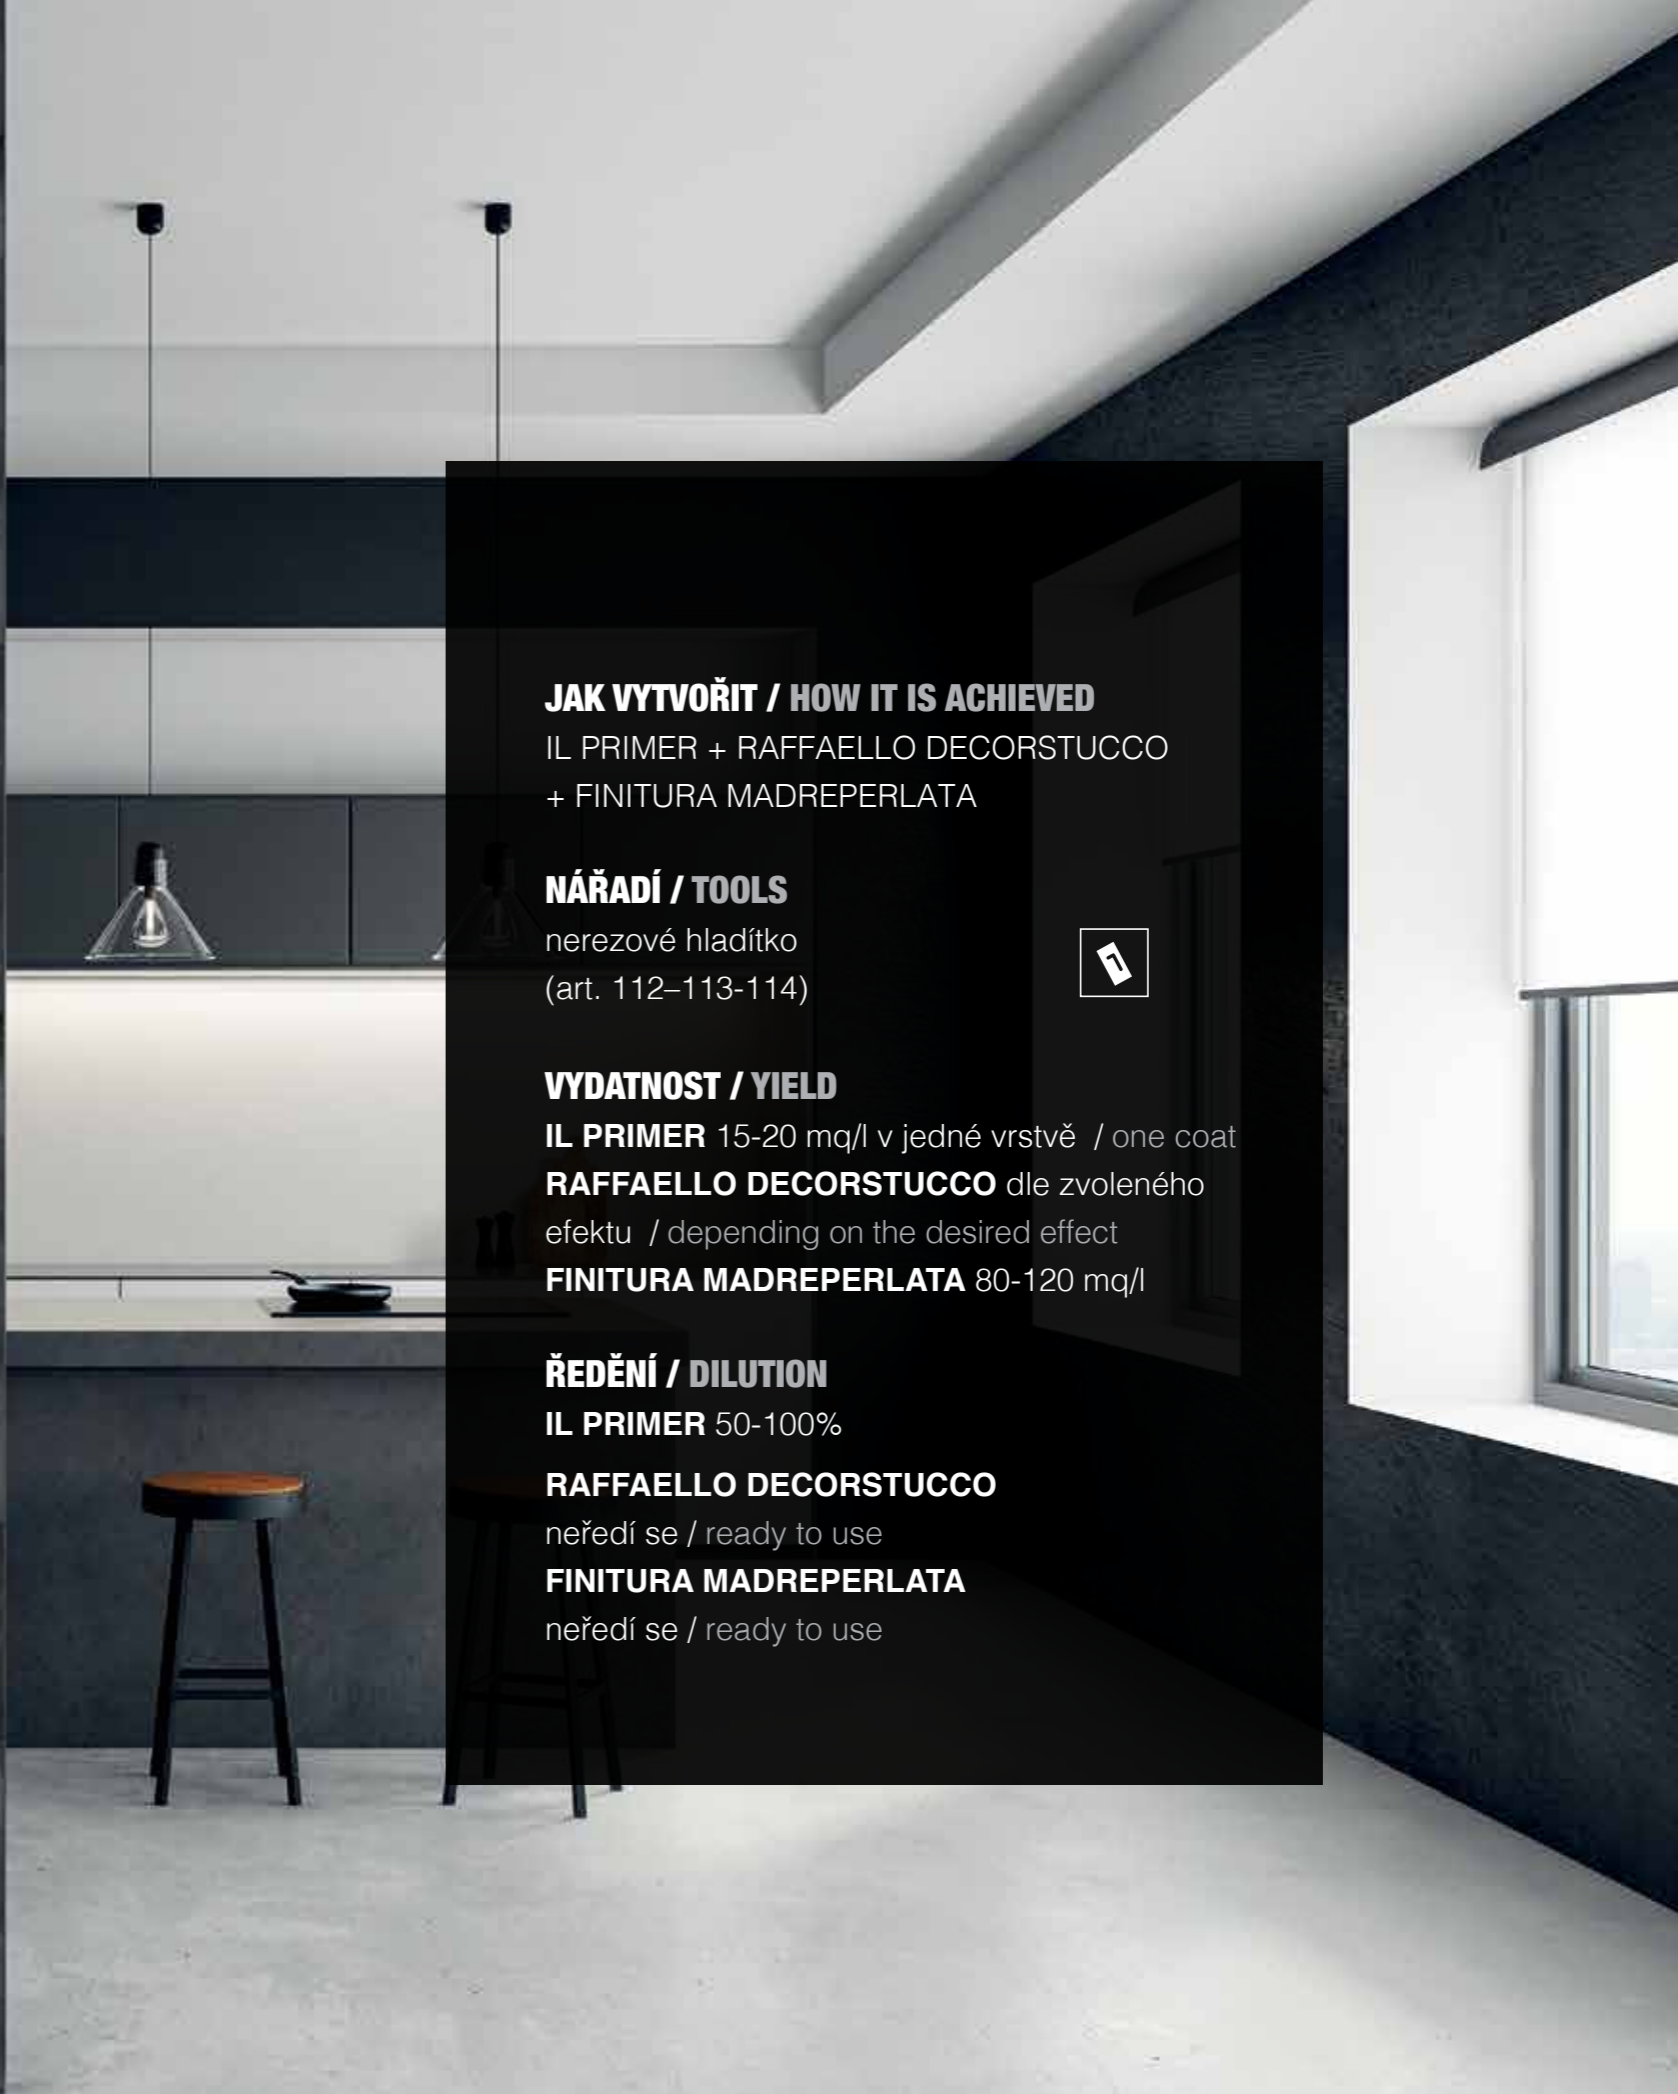 JAK VYTVOŘIT / HOW IT IS ACHIEVED
IL PRIMER + RAFFAELLO DECORSTUCCO
+ FINITURA MADREPERLATA
NÁŘADÍ / TOOLS
nerezové hladítko
(art. 112–113-114)
VYDATNOST / YIELD
IL PRIMER 15-20 mq/l v jedné vrstvě / one coat
RAFFAELLO DECORSTUCCO dle zvoleného
efektu / depending on the desired effect
FINITURA MADREPERLATA 80-120 mq/l
ŘEDĚNÍ / DILUTION
IL PRIMER 50-100%
RAFFAELLO DECORSTUCCO
neředí se / ready to use
FINITURA MADREPERLATA
neředí se / ready to use